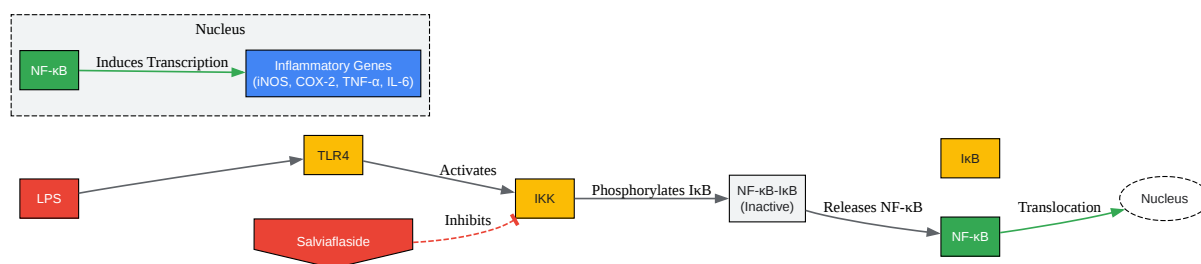 Nucleus
NF-κB
Induces Transcription
Inflammatory Genes
(iNOS, COX-2, TNF-α, IL-6)
TLR4
IκB
Activates
LPS
IKK
Phosphorylates IκB
NF-κB-IκB
(Inactive)
Nucleus
Releases NF-κB
Translocation
Inhibits
Salviaflaside
NF-κB